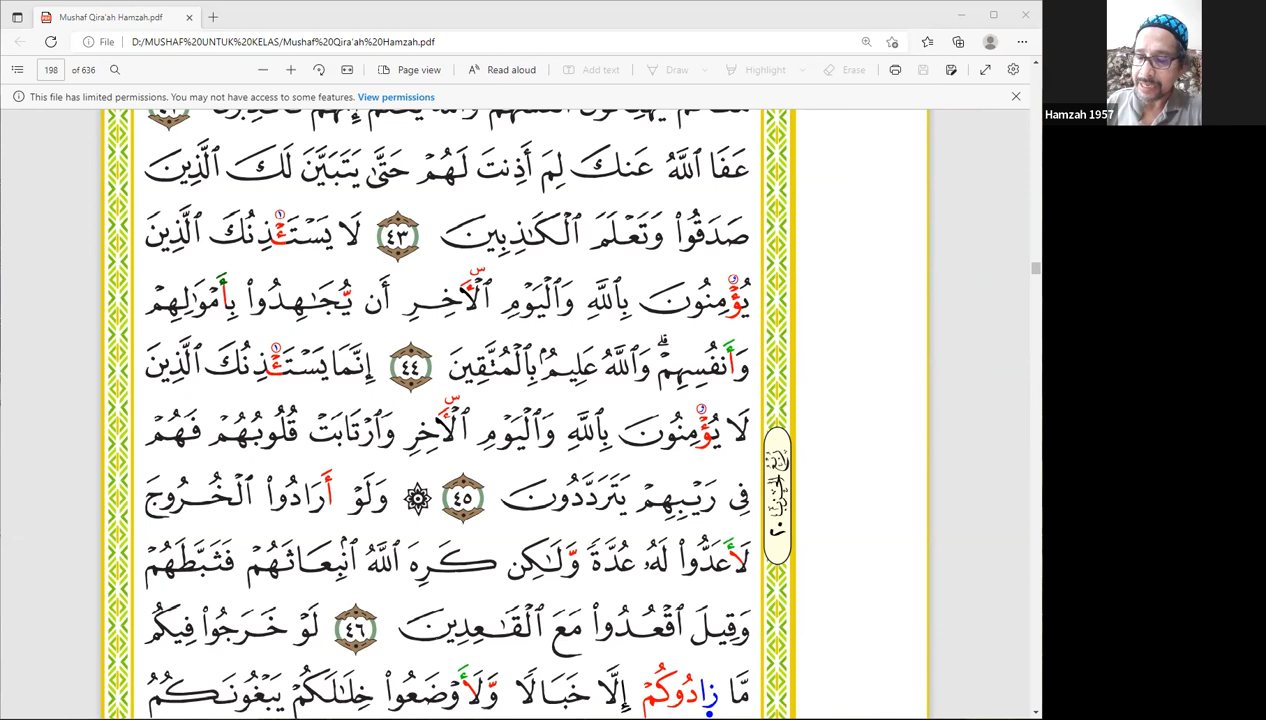 Mushaf Qira'ah Hamzah.pdf
File
D:/MUSHAF%20UNTUK%20KELAS/Mushaf%20Qira'ah%20Hamzah.pdf
198 of 636
Page view
Read aloud
Add text
Draw
Highlight
Erase
This file has limited permissions. You may not have access to some features. View permissions
Hamzah 1957
عَفَا ٱللَّهُ عَنكَ لِمَ أَذِنتَ لَهُمْ حَتَّىٰ يَتَبَيَّنَ لَكَ ٱلَّذِينَ
صَدَقُوا۟ وَتَعْلَمَ ٱلْكَـٰذِبِينَ ٤٣ لَا يَسْتَـْٔذِنُكَ ٱلَّذِينَ
يُؤْمِنُونَ بِٱللَّهِ وَٱلْيَوْمِ ٱلْأَخِرِ أَن يُّجَـٰهِدُوا۟ بِأَمْوَٰلِهِمْ
وَأَنفُسِهِمْ ۗ وَٱللَّهُ عَلِيمٌۢ بِٱلْمُتَّقِينَ ٤٤ إِنَّمَا يَسْتَـْٔذِنُكَ ٱلَّذِينَ
لَا يُؤْمِنُونَ بِٱللَّهِ وَٱلْيَوْمِ ٱلْأَخِرِ وَٱرْتَابَتْ قُلُوبُهُمْ فَهُمْ
فِى رَيْبِهِمْ يَتَرَدَّدُونَ ٤٥ ۞ وَلَوْ أَرَادُوا۟ ٱلْخُرُوجَ
لَأَعَدُّوا۟ لَهُۥ عُدَّةً وَّلَـٰكِن كَرِهَ ٱللَّهُ ٱنۢبِعَاثَهُمْ فَثَبَّطَهُمْ
وَقِيلَ ٱقْعُدُوا۟ مَعَ ٱلْقَـٰعِدِينَ ٤٦ لَوْ خَرَجُوا۟ فِيكُم
مَّا زَادُوكُمْ إِلَّا خَبَالًا وَّلَأَوْضَعُوا۟ خِلَـٰلَكُمْ يَبْغُونَكُمُ
رُبْعُ الحِزْبِ ٢٠